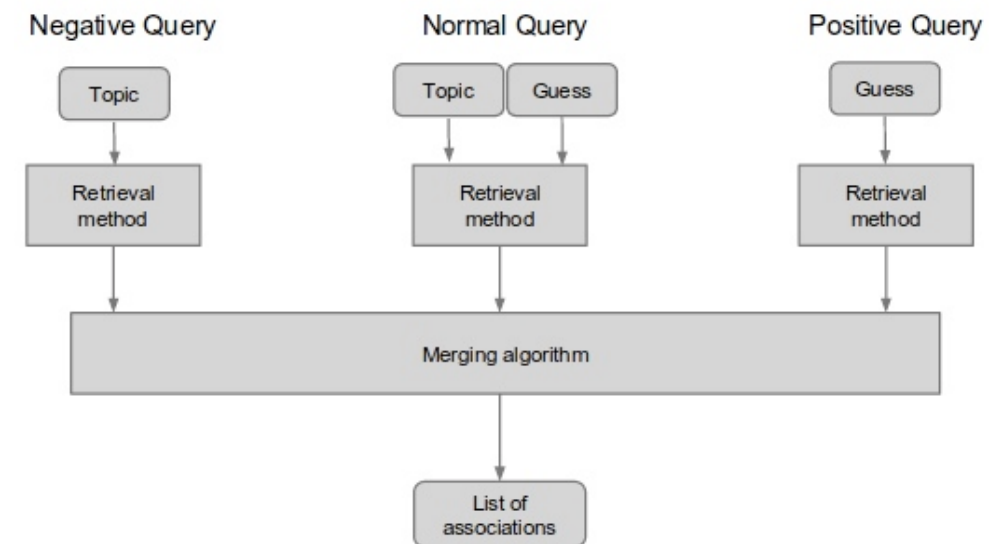 Negative Query
Normal Query
Positive Query
Topic
Topic
Guess
Guess
Retrieval
method
Retrieval
method
Retrieval
method
Merging algorithm
List of
associations